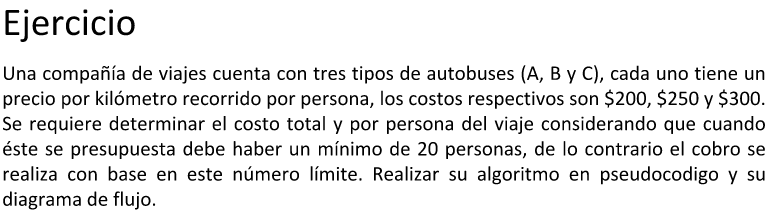 Ejercicio
Una compañía de viajes cuenta con tres tipos de autobuses (A, B y C), cada uno tiene un
precio por kilómetro recorrido por persona, los costos respectivos son $200, $250 y $300.
Se requiere determinar el costo total y por persona del viaje considerando que cuando
éste se presupuesta debe haber un mínimo de 20 personas, de lo contrario el cobro se
realiza con base en este número límite. Realizar su algoritmo en pseudocodigo y su
diagrama de flujo.